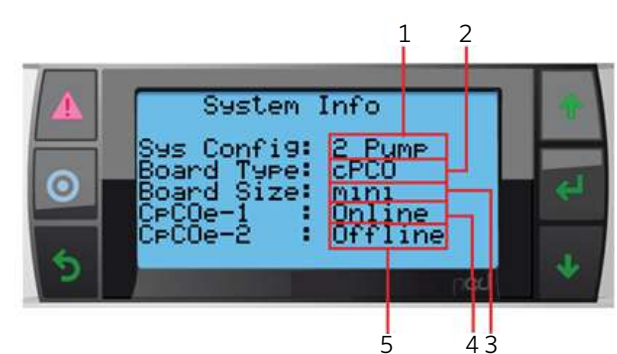 1 2
System Info
Sys Config: 2 Pump
Board Type: cPCO
Board Size: mini
CpCOe-1 : Online
CpCOe-2 : Offline
5 4 3